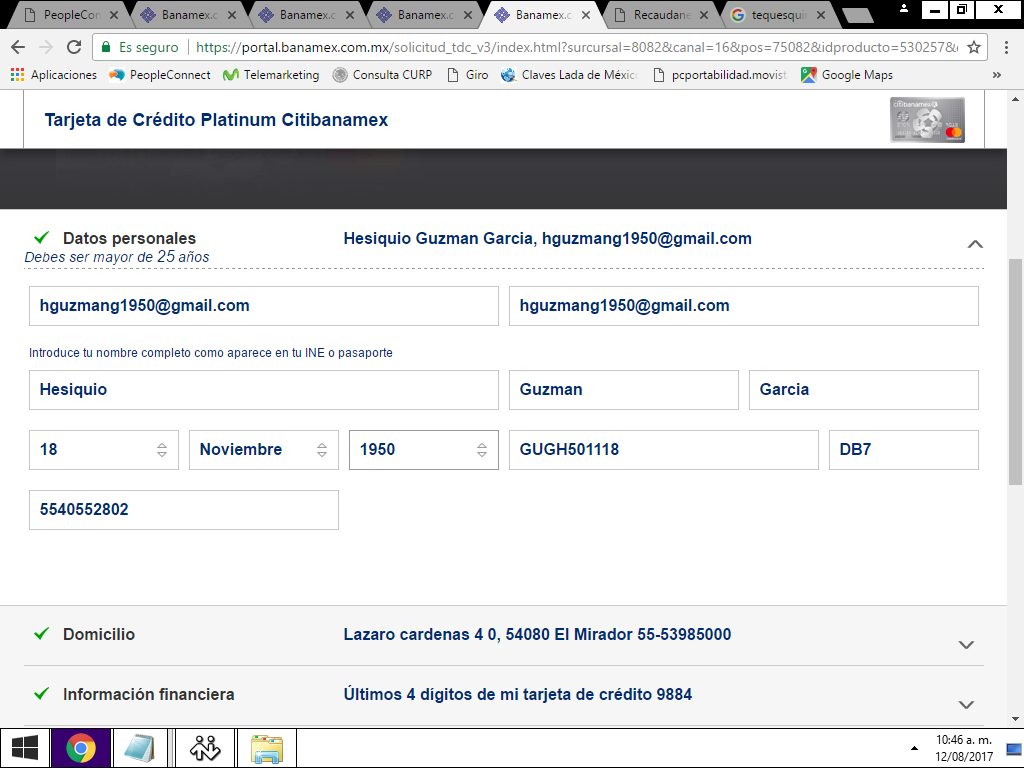 PeopleCon
Banamex.c
Banamex.c
Banamex.c
Banamex.c
Recaudane
tequesqui
Es seguro
https://portal.banamex.com.mx/solicitud_tdc_v3/index.html?sursursal=8082&canal=16&pos=75082&idproducto=530257&
Aplicaciones
PeopleConnect
Telemarketing
Consulta CURP
Giro
Claves Lada de Méxic
pcportabilidad.movist
Google Maps
»
Tarjeta de Crédito Platinum Citibanamex
citibanamex
Datos personales
Hesiquio Guzman Garcia, hguzmang1950@gmail.com
Debes ser mayor de 25 años
hguzmang1950@gmail.com
hguzmang1950@gmail.com
Introduce tu nombre completo como aparece en tu INE o pasaporte
Hesiquio
Guzman
Garcia
18
Noviembre
1950
GUGH501118
DB7
5540552802
Domicilio
Lazaro cardenas 4 0, 54080 El Mirador 55-53985000
Información financiera
Últimos 4 dígitos de mi tarjeta de crédito 9884
10:46 a. m.
12/08/2017